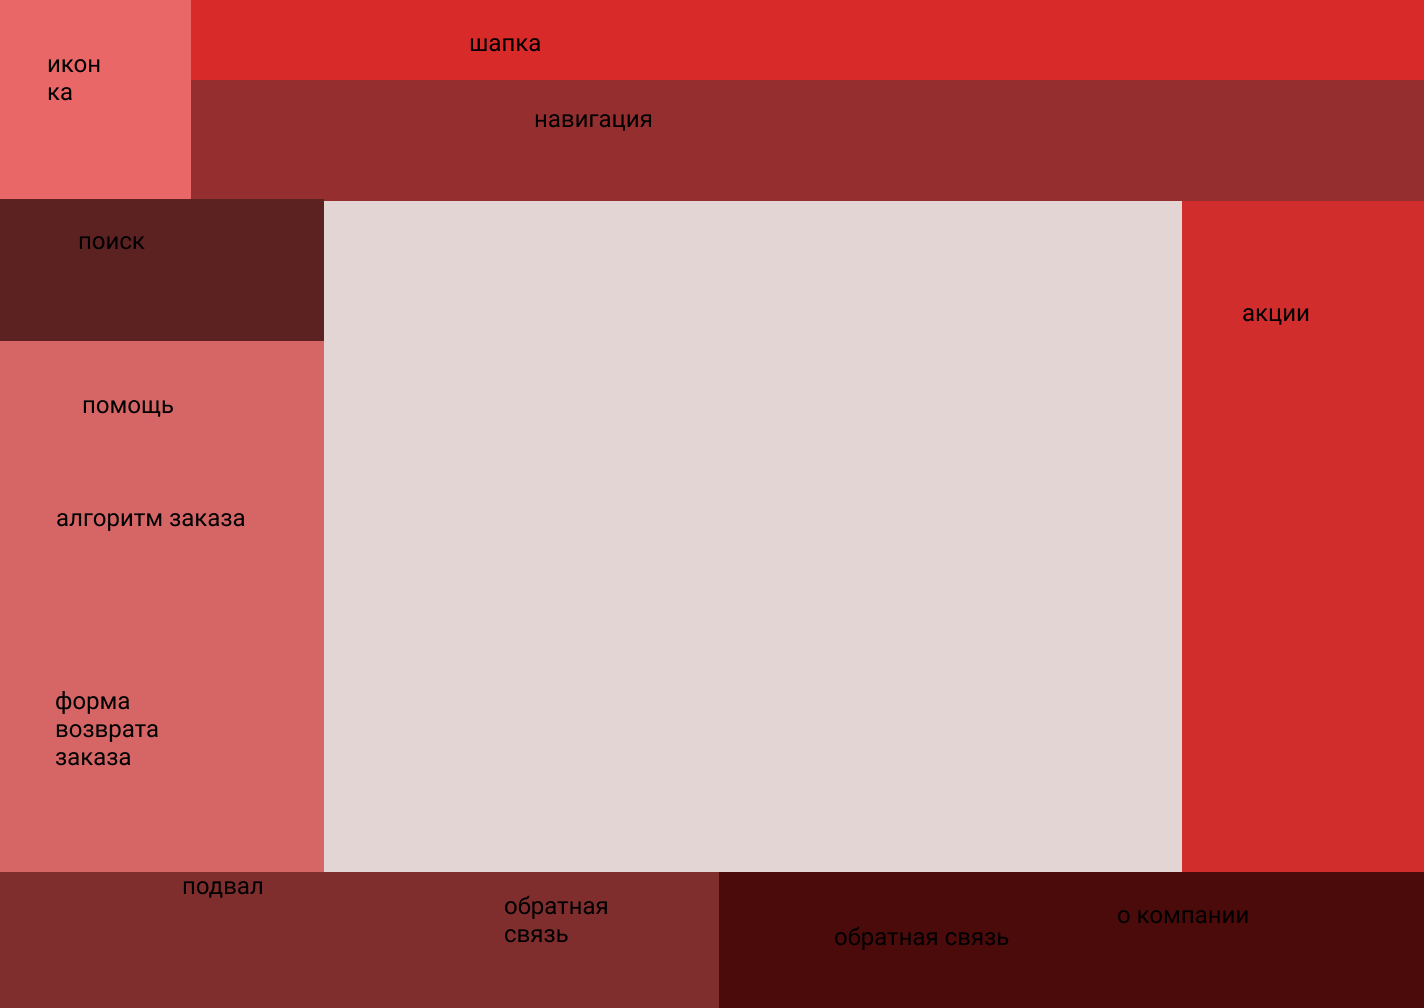 шапка
икон
ка
навигация
поиск
акции
помощь
алгоритм заказа
форма
возврата
заказа
подвал
обратная
связь
обратная связь
о компании